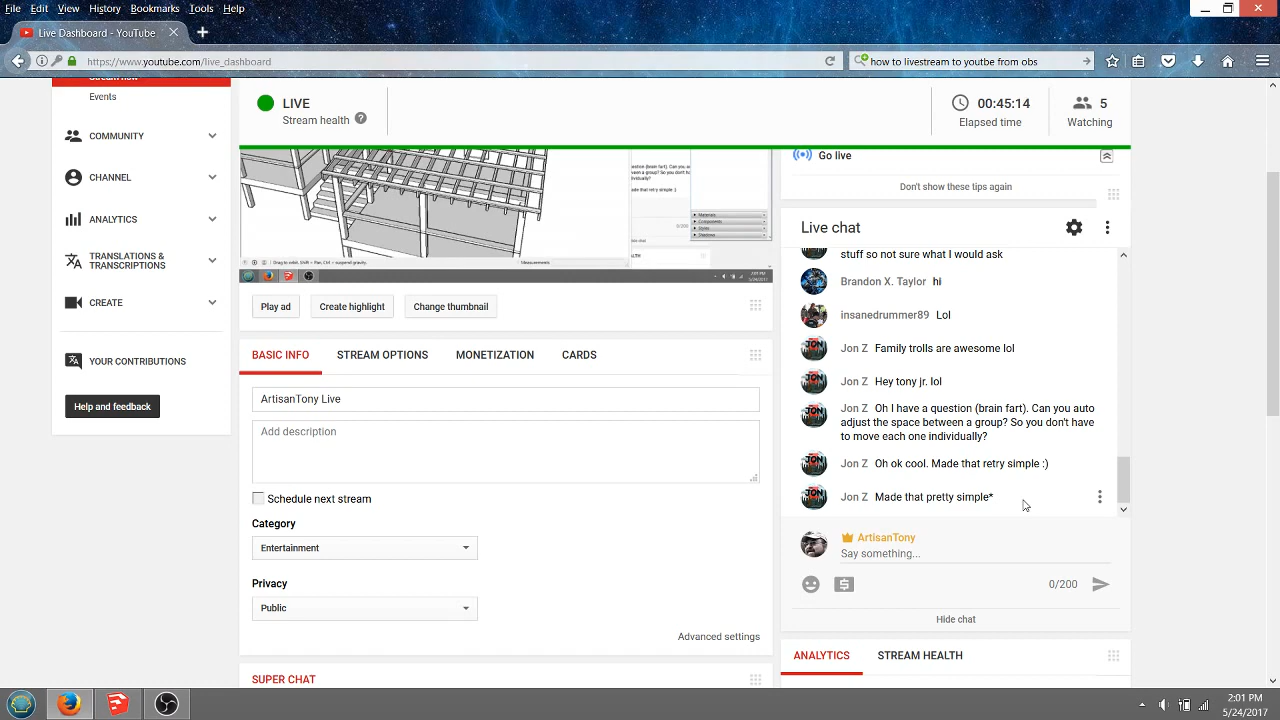 File Edit View History Bookmarks Tools Help
Live Dashboard - YouTube
https://www.youtube.com/live_dashboard
how to livestream to youtbe from obs
Stream now
Events
COMMUNITY
CHANNEL
ANALYTICS
TRANSLATIONS &
TRANSCRIPTIONS
CREATE
YOUR CONTRIBUTIONS
Help and feedback
LIVE
Stream health
00:45:14
Elapsed time
5
Watching
Play ad
Create highlight
Change thumbnail
BASIC INFO
STREAM OPTIONS
MONETIZATION
CARDS
ArtisanTony Live
Add description
Schedule next stream
Category
Entertainment
Privacy
Public
Advanced settings
SUPER CHAT
Go live
Don't show these tips again
Live chat
stuff so not sure what I would ask
Brandon X. Taylor hi
insanedrummer89 Lol
Jon Z Family trolls are awesome lol
Jon Z Hey tony jr. lol
Jon Z Oh I have a question (brain fart). Can you auto
adjust the space between a group? So you don't have
to move each one individually?
Jon Z Oh ok cool. Made that retry simple :)
Jon Z Made that pretty simple*
ArtisanTony
Say something...
0/200
Hide chat
ANALYTICS
STREAM HEALTH
2:01 PM
5/24/2017